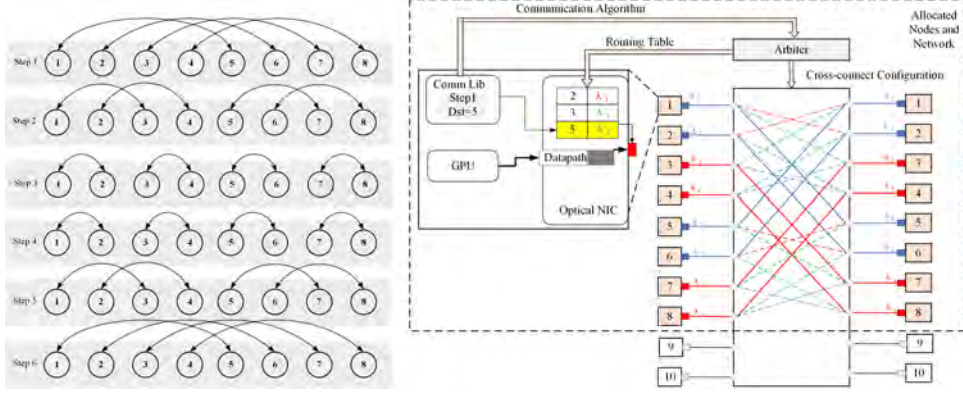 Step 1
1 2 3 4 5 6 7 8
Step 2
1 2 3 4 5 6 7 8
Step 3
1 2 3 4 5 6 7 8
Step 4
1 2 3 4 5 6 7 8
Step 5
1 2 3 4 5 6 7 8
Step 6
1 2 3 4 5 6 7 8
Communication Algorithm
Allocated
Nodes and
Network
Routing Table
Arbiter
Cross-connect Configuration
Comm Lib
Step1
Dst=5
2
3
5
GPU
Datapath
Optical NIC
1
2
3
4
5
6
7
8
9
10
1
2
3
4
5
6
7
8
9
10